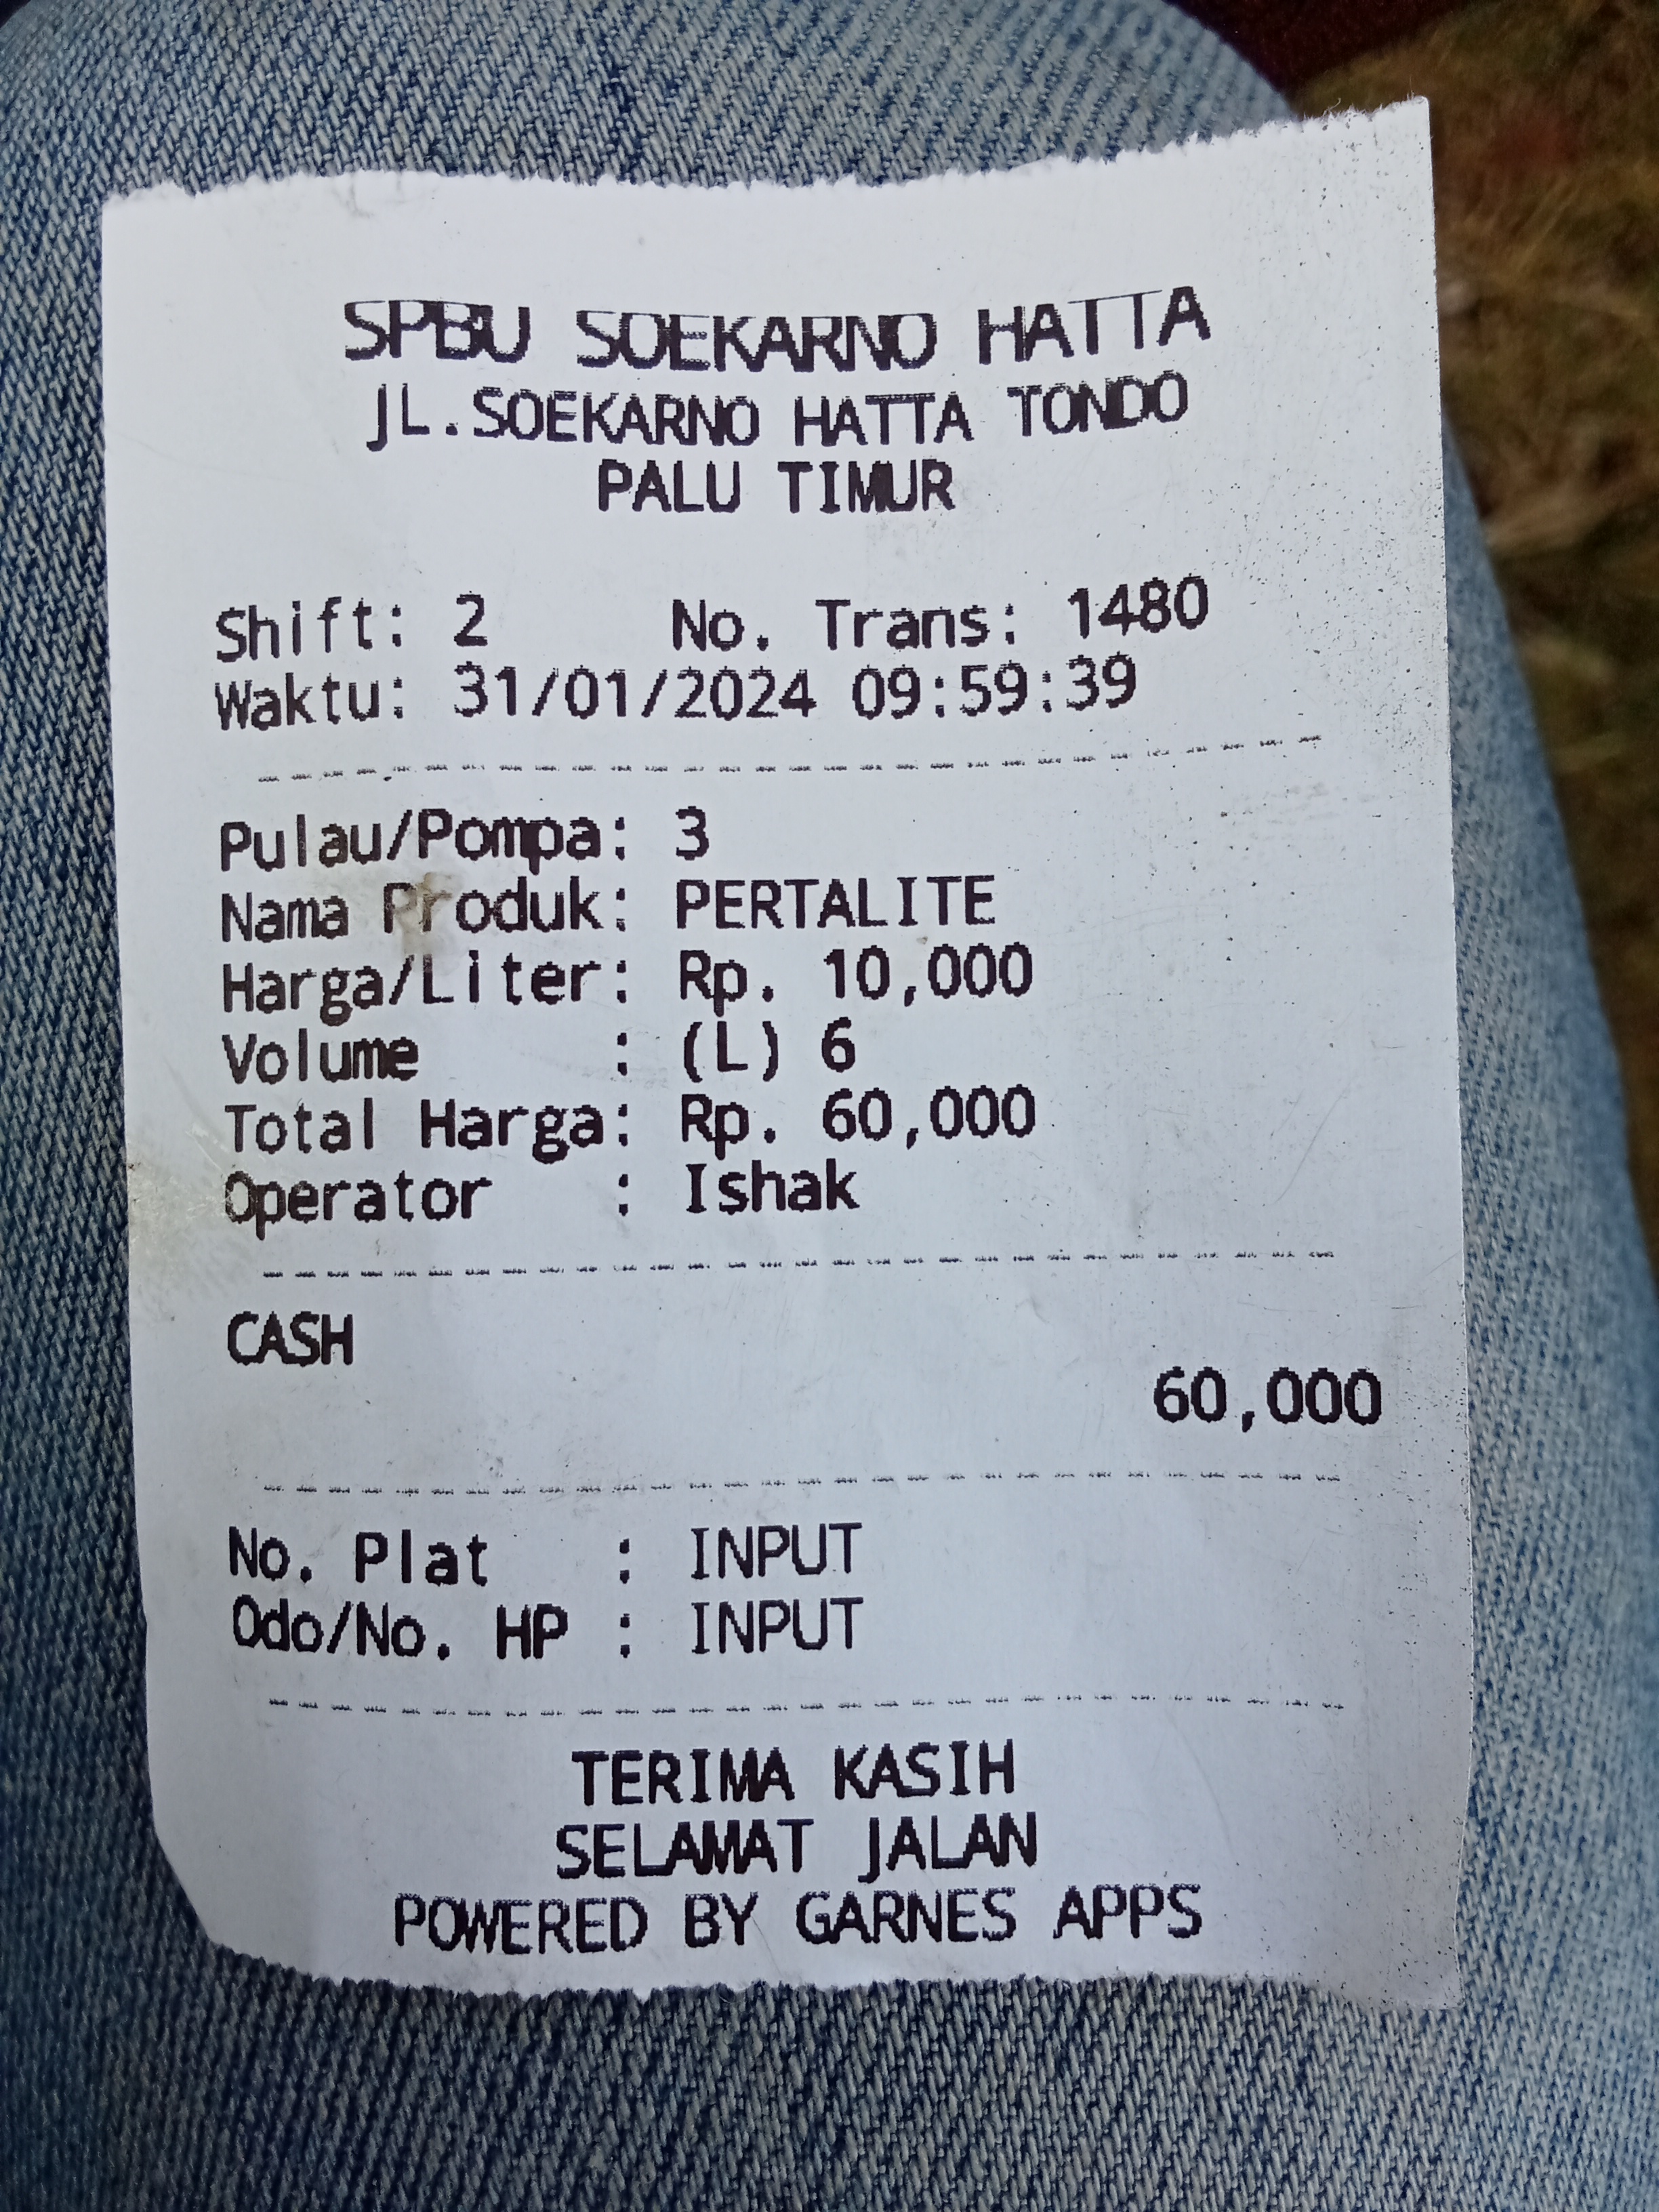 SPBU SOEKARNO HATTA
JL.SOEKARNO HATTA TONDO
PALU TIMUR
Shift: 2 No. Trans: 1480
Waktu: 31/01/2024 09:59:39
Pulau/Pompa: 3
Nama Produk: PERTALITE
Harga/Liter: Rp. 10,000
Volume : (L) 6
Total Harga: Rp. 60,000
Operator : Ishak
CASH
60,000
No. Plat : INPUT
Odo/No. HP : INPUT
TERIMA KASIH
SELAMAT JALAN
POWERED BY GARNES APPS